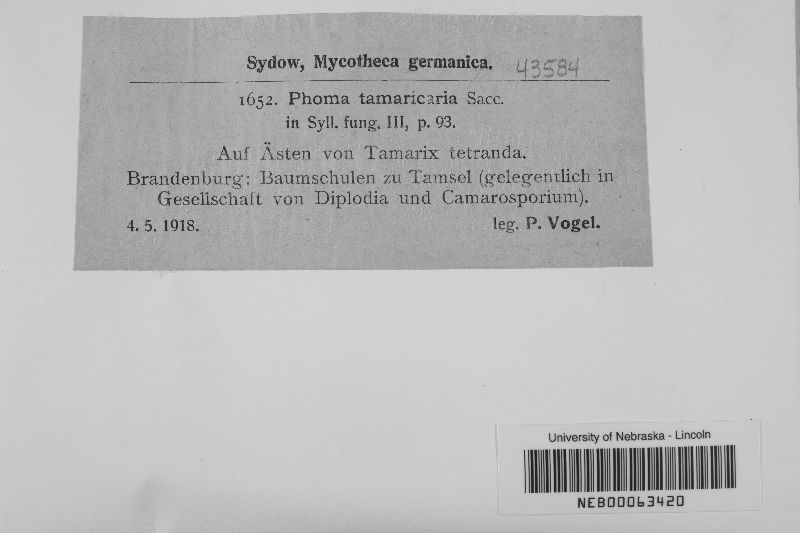 Sydow, Mycotheca germanica. 43584
1652. Phoma tamaricaria Sacc.
in Syll. fung. III, p. 93.
Auf Ästen von Tamarix tetranda.
Brandenburg: Baumschulen zu Tamsel (gelegentlich in
Gesellschaft von Diplodia und Camarosporium).
4. 5. 1918. leg. P. Vogel.
University of Nebraska - Lincoln
NEB00063420